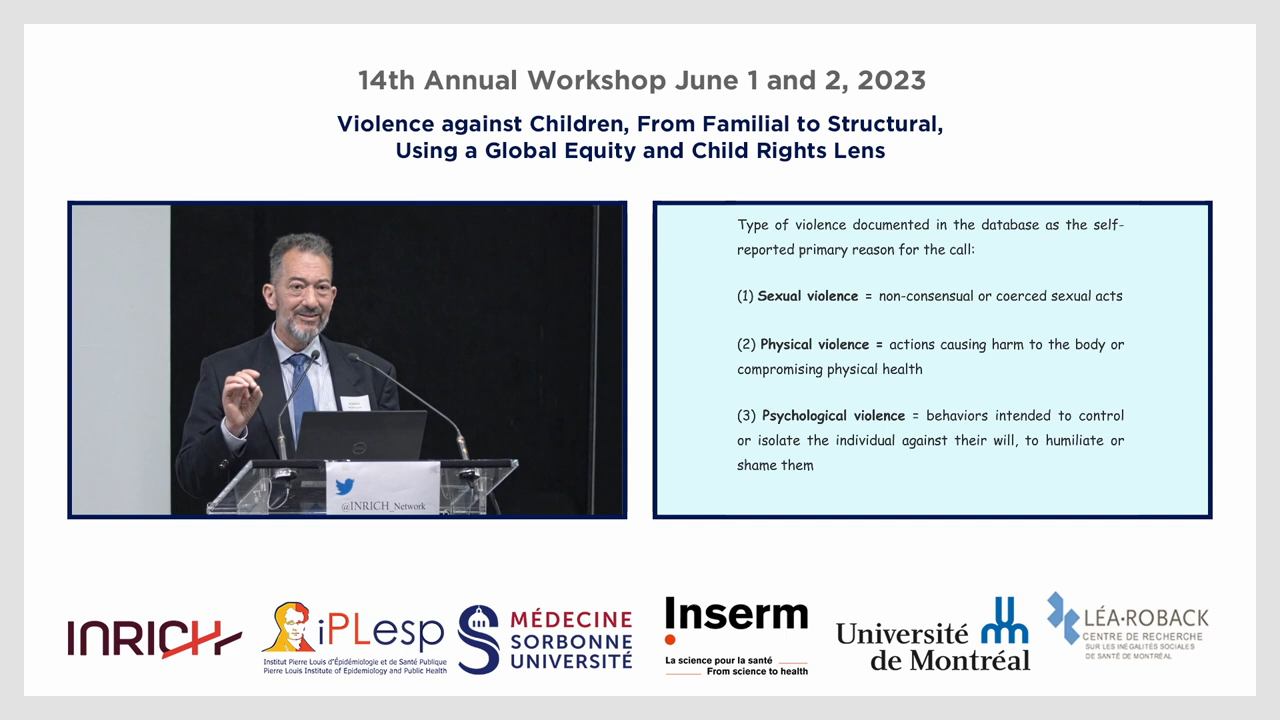 14th Annual Workshop June 1 and 2, 2023
Violence against Children, From Familial to Structural,
Using a Global Equity and Child Rights Lens
@INRICH_Network
Type of violence documented in the database as the self-
reported primary reason for the call:
(1) Sexual violence = non-consensual or coerced sexual acts
(2) Physical violence = actions causing harm to the body or
compromising physical health
(3) Psychological violence = behaviors intended to control
or isolate the individual against their will, to humiliate or
shame them
INRICH
iPLesp
Institut Pierre Louis d'Épidémiologie et de Santé Publique
Pierre Louis Institute of Epidemiology and Public Health
MÉDECINE
SORBONNE
UNIVERSITÉ
Inserm
La science pour la santé
From science to health
Université
de Montréal
LÉA-ROBACK
CENTRE DE RECHERCHE
SUR LES INÉGALITÉS SOCIALES
DE SANTÉ DE MONTRÉAL